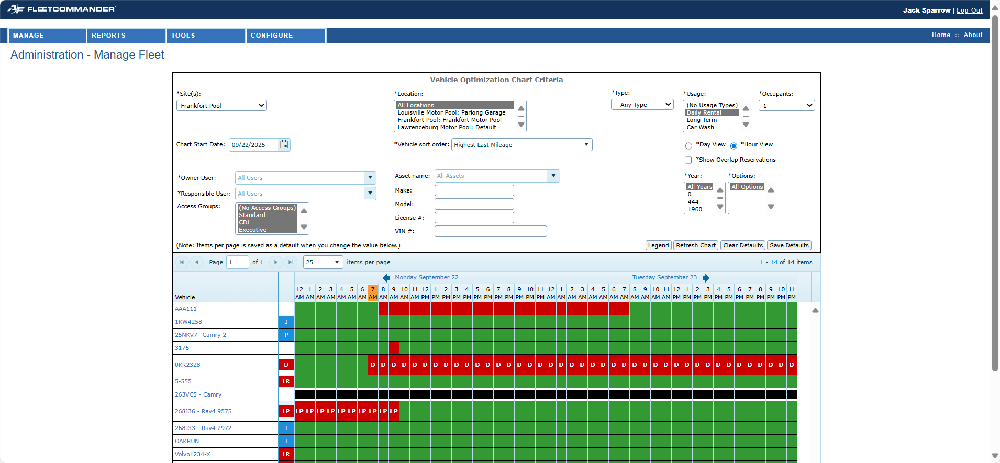 FLEETCOMMANDER
Jack Sparrow | Log Out
MANAGE REPORTS TOOLS CONFIGURE Home :: About
Administration - Manage Fleet
Vehicle Optimization Chart Criteria
*Site(s): *Location: *Type: *Usage: *Occupants:
Frankfort Pool All Locations - Any Type - (No Usage Types) 1
Louisville Motor Pool: Parking Garage Daily Rental
Frankfort Pool: Frankfort Motor Pool Long Term
Lawrenceburg Motor Pool: Default Car Wash
Chart Start Date: 09/22/2025 *Vehicle sort order: Highest Last Mileage *Day View *Hour View
*Show Overlap Reservations
*Owner User: All Users Asset name: All Assets *Year: *Options:
All Years All Options
*Responsible User: All Users Make: 0
Access Groups: (No Access Groups) Model: 444
Standard 1960
CDL License #:
Executive VIN #:
(Note: Items per page is saved as a default when you change the value below.) Legend Refresh Chart Clear Defaults Save Defaults
Page 1 of 1 25 items per page 1 - 14 of 14 items
Monday September 22 Tuesday September 23
12 1 2 3 4 5 6 7 8 9 10 11 12 1 2 3 4 5 6 7 8 9 10 11 12 1 2 3 4 5 6 7 8 9 10 11 12 1 2 3 4 5 6 7 8 9 10 11
Vehicle AM AM AM AM AM AM AM AM AM AM AM AM PM PM PM PM PM PM PM PM PM PM PM PM AM AM AM AM AM AM AM AM AM AM AM AM PM PM PM PM PM PM PM PM PM PM PM PM
AAA111
1KW4258 I
25NKV7--Camry 2 P
3176
0KR2328 D D D D D D D D D D D D D D D D D D D D D D D D D D D D D D D D D D D D D D D D D D
5-555 LR
263VC5 - Camry
268J36 - Rav4 9575 LP LP LP LP LP LP LP LP LP LP LP
268J33 - Rav4 2972 I
OAKRUN I
Volvo1234-X LR